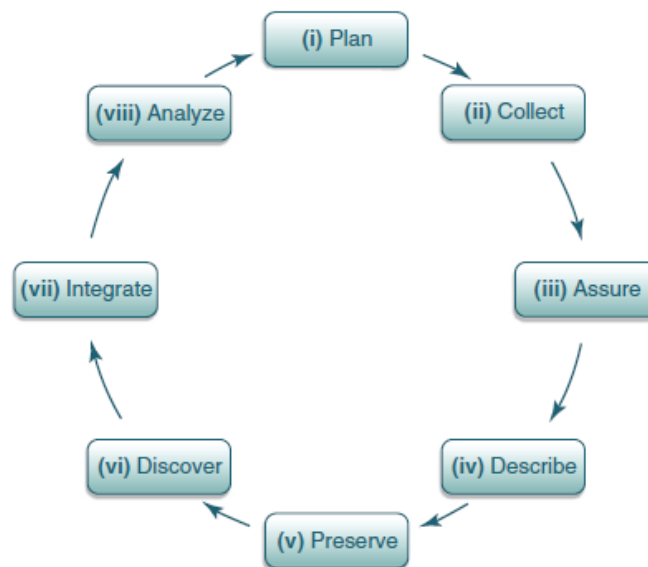 (i) Plan
(ii) Collect
(iii) Assure
(iv) Describe
(v) Preserve
(vi) Discover
(vii) Integrate
(viii) Analyze